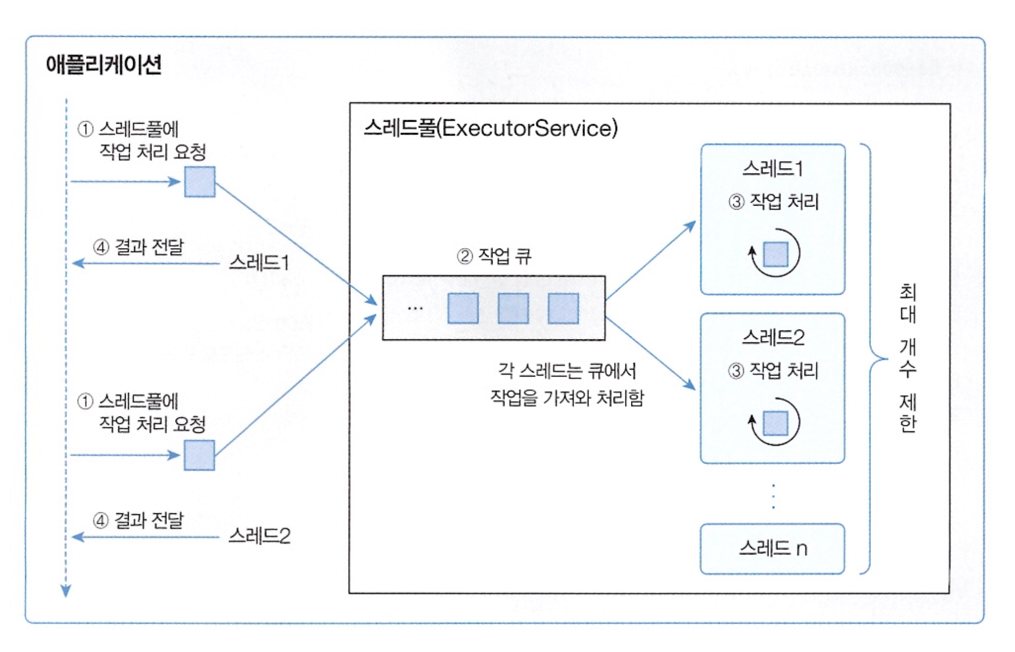 애플리케이션
① 스레드풀에
작업 처리 요청
④ 결과 전달
스레드1
① 스레드풀에
작업 처리 요청
④ 결과 전달
스레드2
스레드풀(ExecutorService)
② 작업 큐
...
각 스레드는 큐에서
작업을 가져와 처리함
스레드1
③ 작업 처리
스레드2
③ 작업 처리
스레드 n
최대 개수 제한